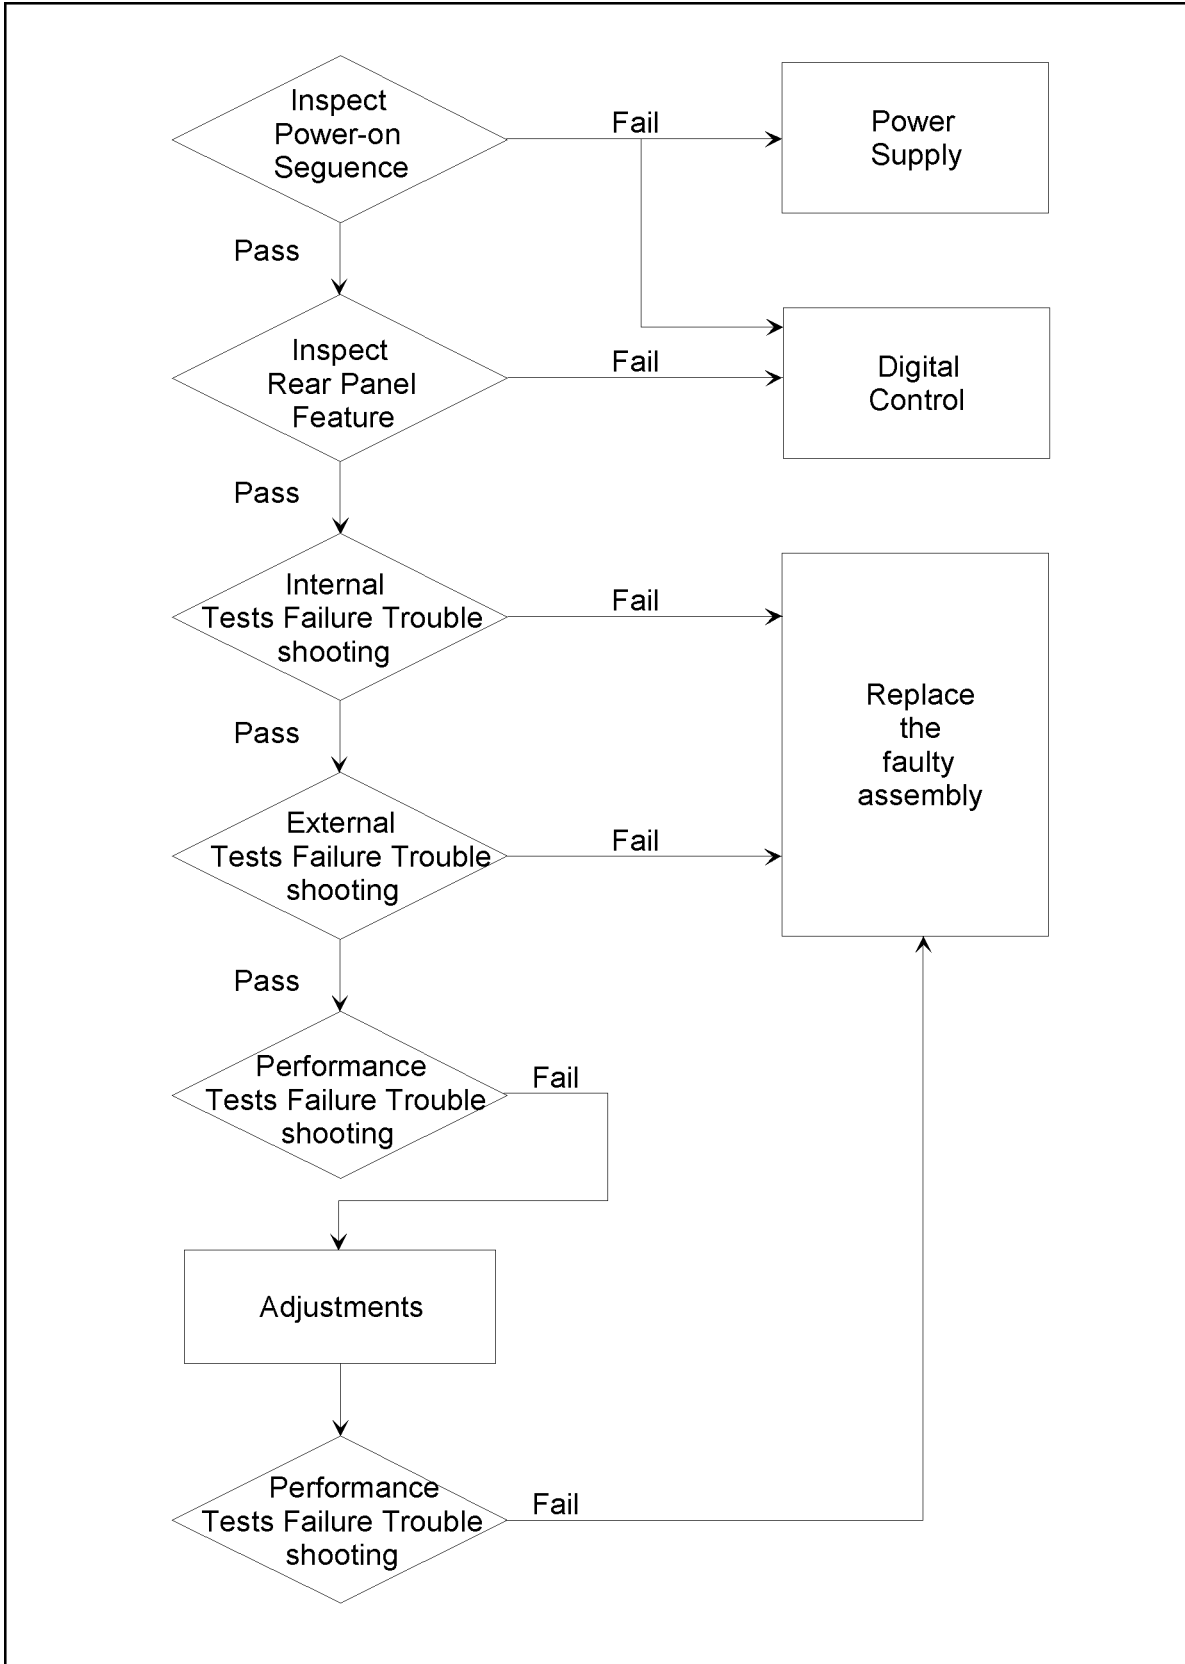 Inspect
Power-on
Seguence
Fail
Power
Supply
Pass
Inspect
Rear Panel
Feature
Fail
Digital
Control
Pass
Internal
Tests Failure Trouble
shooting
Fail
Replace
the
faulty
assembly
Pass
External
Tests Failure Trouble
shooting
Fail
Pass
Performance
Tests Failure Trouble
shooting
Fail
Adjustments
Performance
Tests Failure Trouble
shooting
Fail